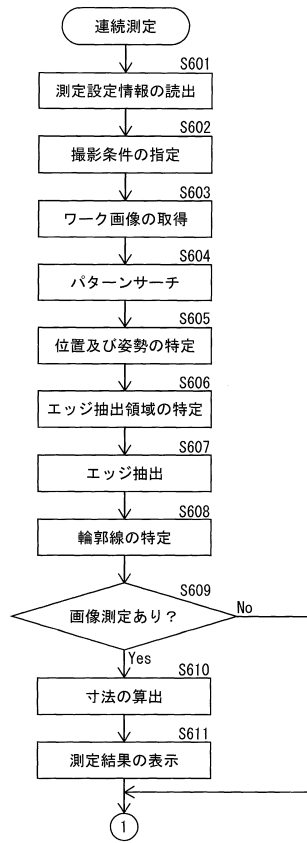 連続測定
S601
測定設定情報の読出
S602
撮影条件の指定
S603
ワーク画像の取得
S604
パターンサーチ
S605
位置及び姿勢の特定
S606
エッジ抽出領域の特定
S607
エッジ抽出
S608
輪郭線の特定
S609
画像測定あり？
No
Yes
S610
寸法の算出
S611
測定結果の表示
1